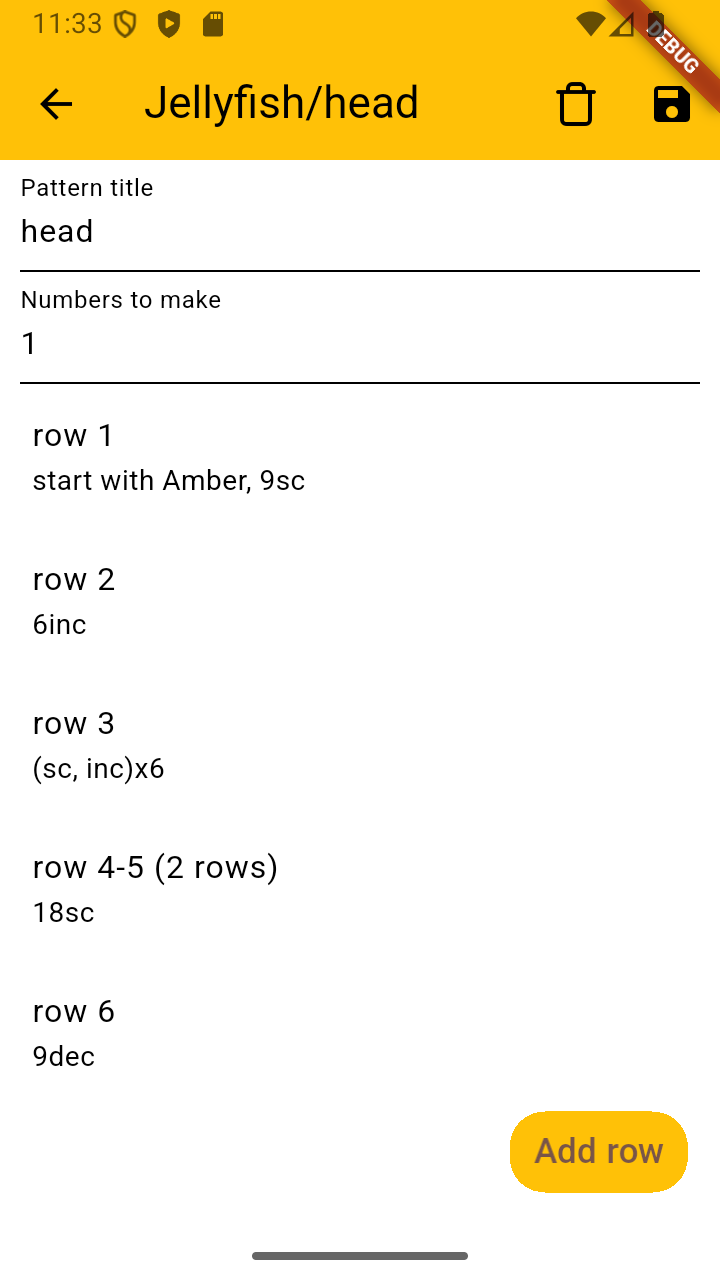 11:33
DEBUG
Jellyfish/head
Pattern title
head
Numbers to make
1
row 1
start with Amber, 9sc
row 2
6inc
row 3
(sc, inc)x6
row 4-5 (2 rows)
18sc
row 6
9dec
Add row